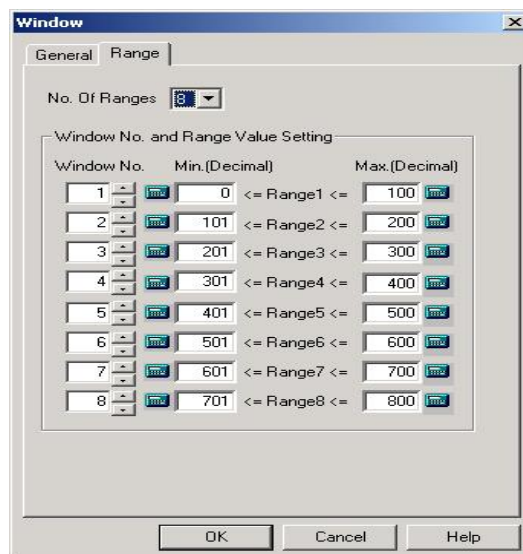 Window
General Range
No. Of Ranges 8
Window No. and Range Value Setting
Window No. Min.(Decimal) Max.(Decimal)
1 0 <= Range1 <= 100
2 101 <= Range2 <= 200
3 201 <= Range3 <= 300
4 301 <= Range4 <= 400
5 401 <= Range5 <= 500
6 501 <= Range6 <= 600
7 601 <= Range7 <= 700
8 701 <= Range8 <= 800
OK Cancel Help